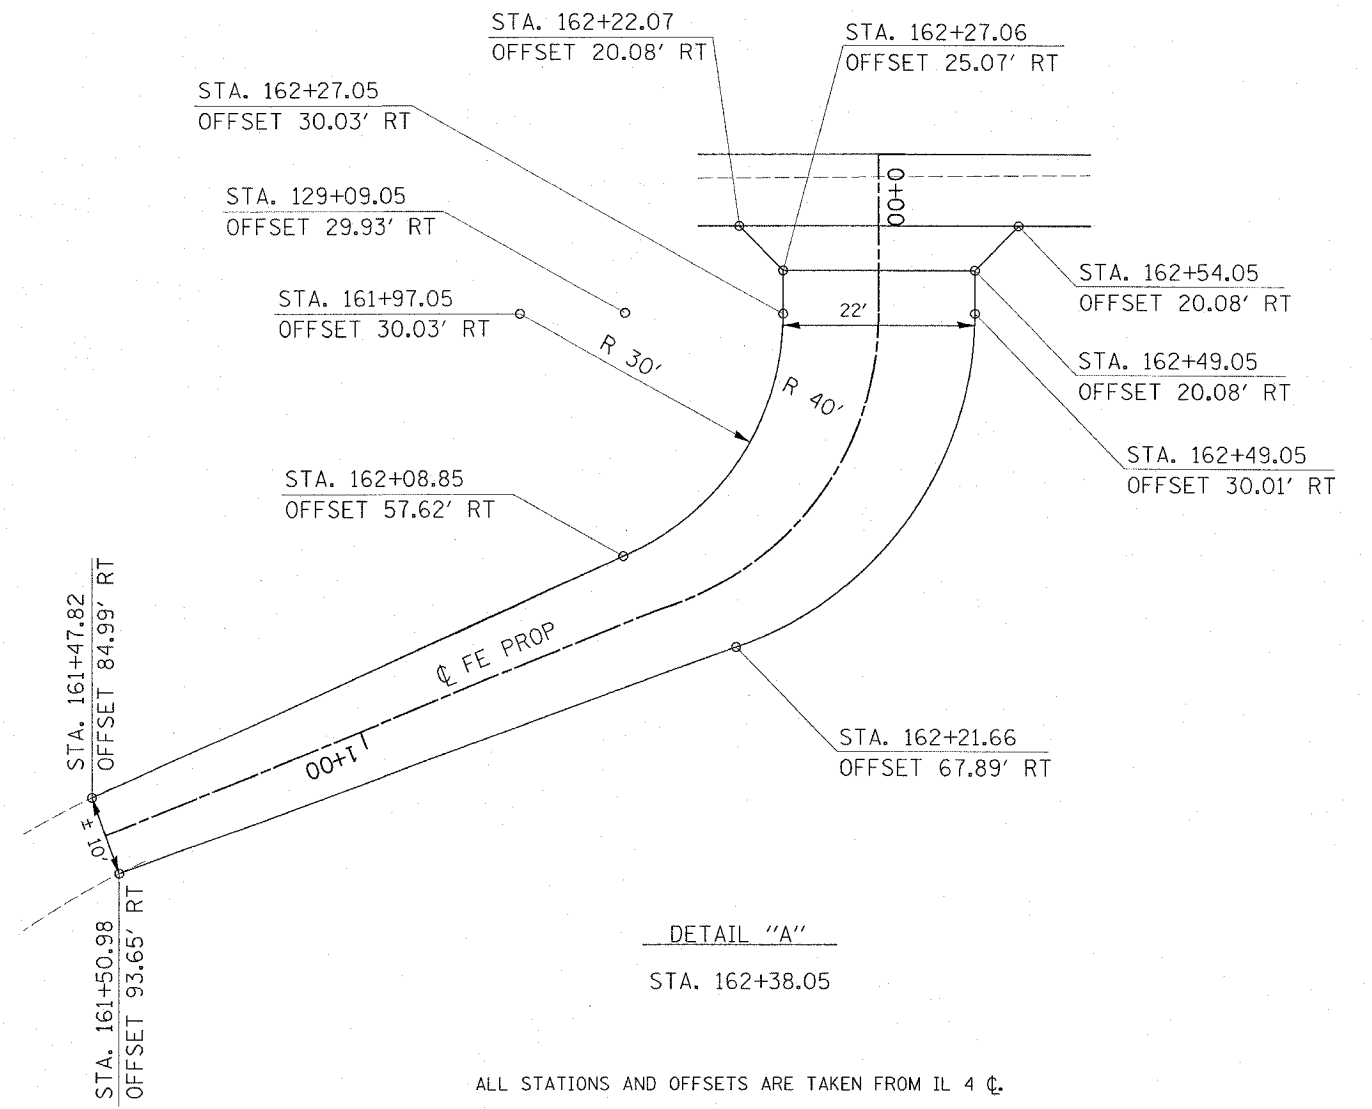 STA. 162+22.07
OFFSET 20.08' RT
STA. 162+27.06
OFFSET 25.07' RT
STA. 162+27.05
OFFSET 30.03' RT
0+00
STA. 129+09.05
OFFSET 29.93' RT
STA. 162+54.05
OFFSET 20.08' RT
STA. 161+97.05
OFFSET 30.03' RT
22'
R 30'
R 40'
STA. 162+49.05
OFFSET 20.08' RT
STA. 162+49.05
OFFSET 30.01' RT
STA. 162+08.85
OFFSET 57.62' RT
STA. 161+47.82
OFFSET 84.99' RT
℄ FE PROP
1+00
STA. 162+21.66
OFFSET 67.89' RT
± 10'
STA. 161+50.98
OFFSET 93.65' RT
DETAIL "A"
STA. 162+38.05
ALL STATIONS AND OFFSETS ARE TAKEN FROM IL 4 ℄.